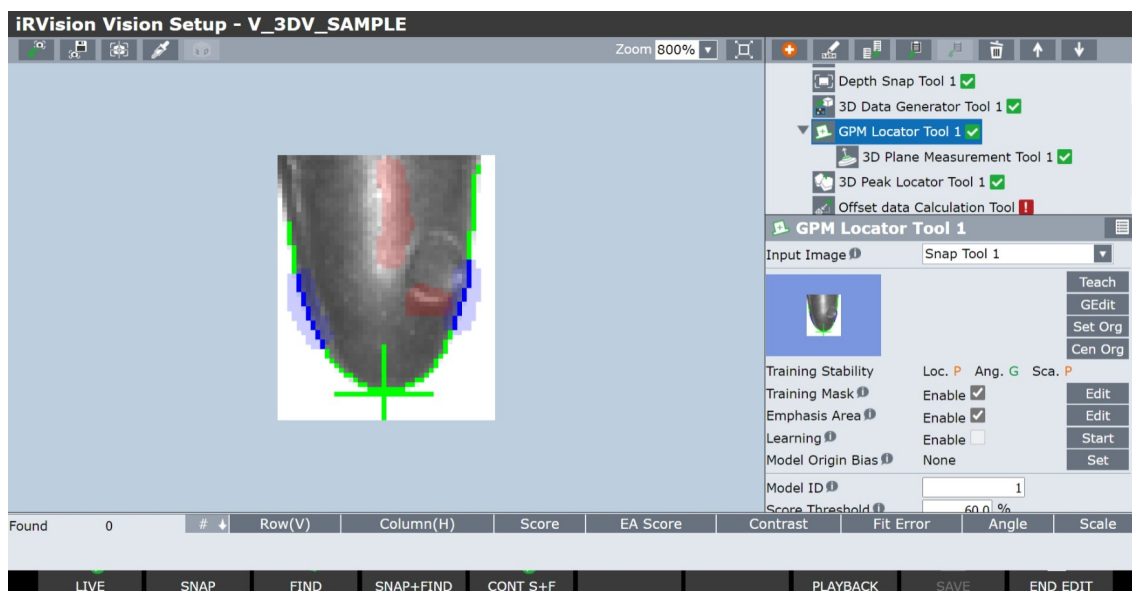 iRVision Vision Setup - V_3DV_SAMPLE
Zoom 800%
Depth Snap Tool 1
3D Data Generator Tool 1
GPM Locator Tool 1
3D Plane Measurement Tool 1
3D Peak Locator Tool 1
Offset data Calculation Tool
GPM Locator Tool 1
Input Image Snap Tool 1
Teach
GEdit
Set Org
Cen Org
Training Stability Loc. P Ang. G Sca. P
Training Mask Enable Edit
Emphasis Area Enable Edit
Learning Enable Start
Model Origin Bias None Set
Model ID 1
Score Threshold 60.0 %
Found 0 # Row(V) Column(H) Score EA Score Contrast Fit Error Angle Scale
LIVE SNAP FIND SNAP+FIND CONT S+F PLAYBACK SAVE END EDIT